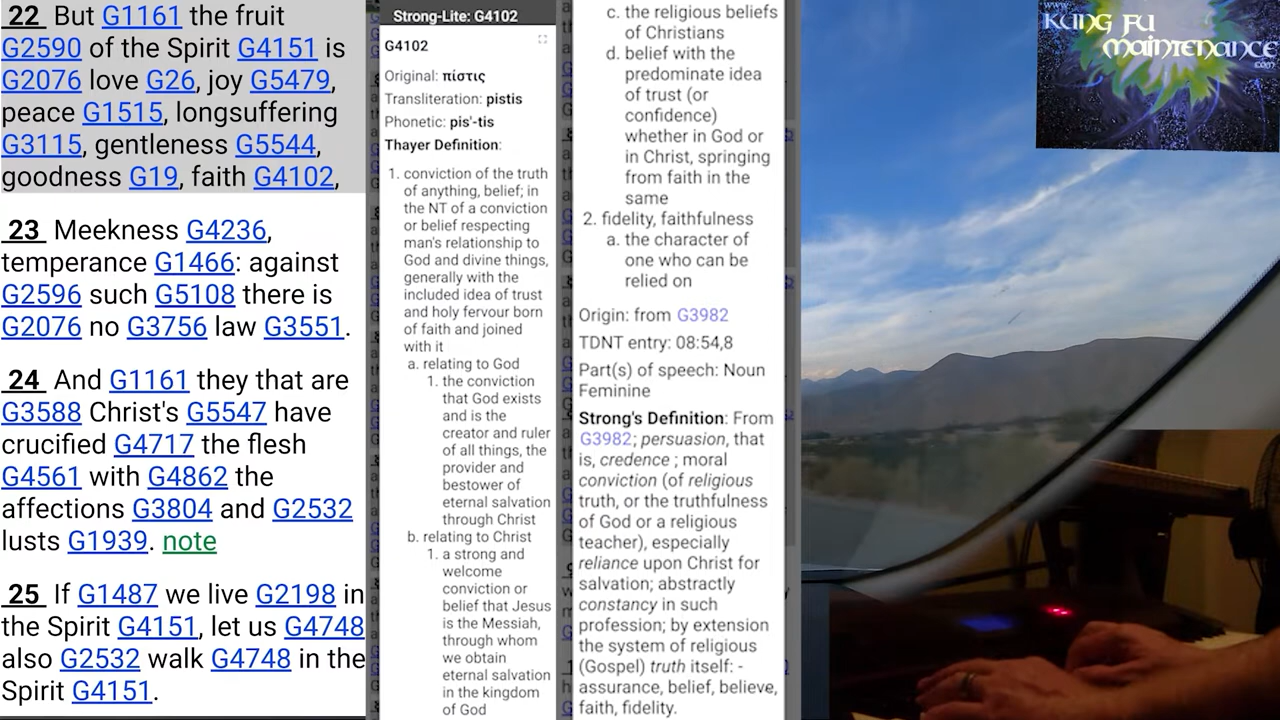 22 But G1161 the fruit
G2590 of the Spirit G4151 is
G2076 love G26, joy G5479,
peace G1515, longsuffering
G3115, gentleness G5544,
goodness G19, faith G4102,
23 Meekness G4236,
temperance G1466: against
G2596 such G5108 there is
G2076 no G3756 law G3551.
24 And G1161 they that are
G3588 Christ's G5547 have
crucified G4717 the flesh
G4561 with G4862 the
affections G3804 and G2532
lusts G1939. note
25 If G1487 we live G2198 in
the Spirit G4151, let us G4748
also G2532 walk G4748 in the
Spirit G4151.
Strong-Lite: G4102
G4102
Original: πίστις
Transliteration: pistis
Phonetic: pis'-tis
Thayer Definition:
1. conviction of the truth
of anything, belief; in
the NT of a conviction
or belief respecting
man's relationship to
God and divine things,
generally with the
included idea of trust
and holy fervour born
of faith and joined
with it
a. relating to God
1. the conviction
that God exists
and is the
creator and ruler
of all things, the
provider and
bestower of
eternal salvation
through Christ
b. relating to Christ
1. a strong and
welcome
conviction or
belief that Jesus
is the Messiah,
through whom
we obtain
eternal salvation
in the kingdom
of God
c. the religious beliefs
of Christians
d. belief with the
predominate idea
of trust (or
confidence)
whether in God or
in Christ, springing
from faith in the
same
2. fidelity, faithfulness
a. the character of
one who can be
relied on
Origin: from G3982
TDNT entry: 08:54,8
Part(s) of speech: Noun
Feminine
Strong's Definition: From
G3982; persuasion, that
is, credence ; moral
conviction (of religious
truth, or the truthfulness
of God or a religious
teacher), especially
reliance upon Christ for
salvation; abstractly
constancy in such
profession; by extension
the system of religious
(Gospel) truth itself: -
assurance, belief, believe,
faith, fidelity.
www.
Kung Fu
maintenance
.com